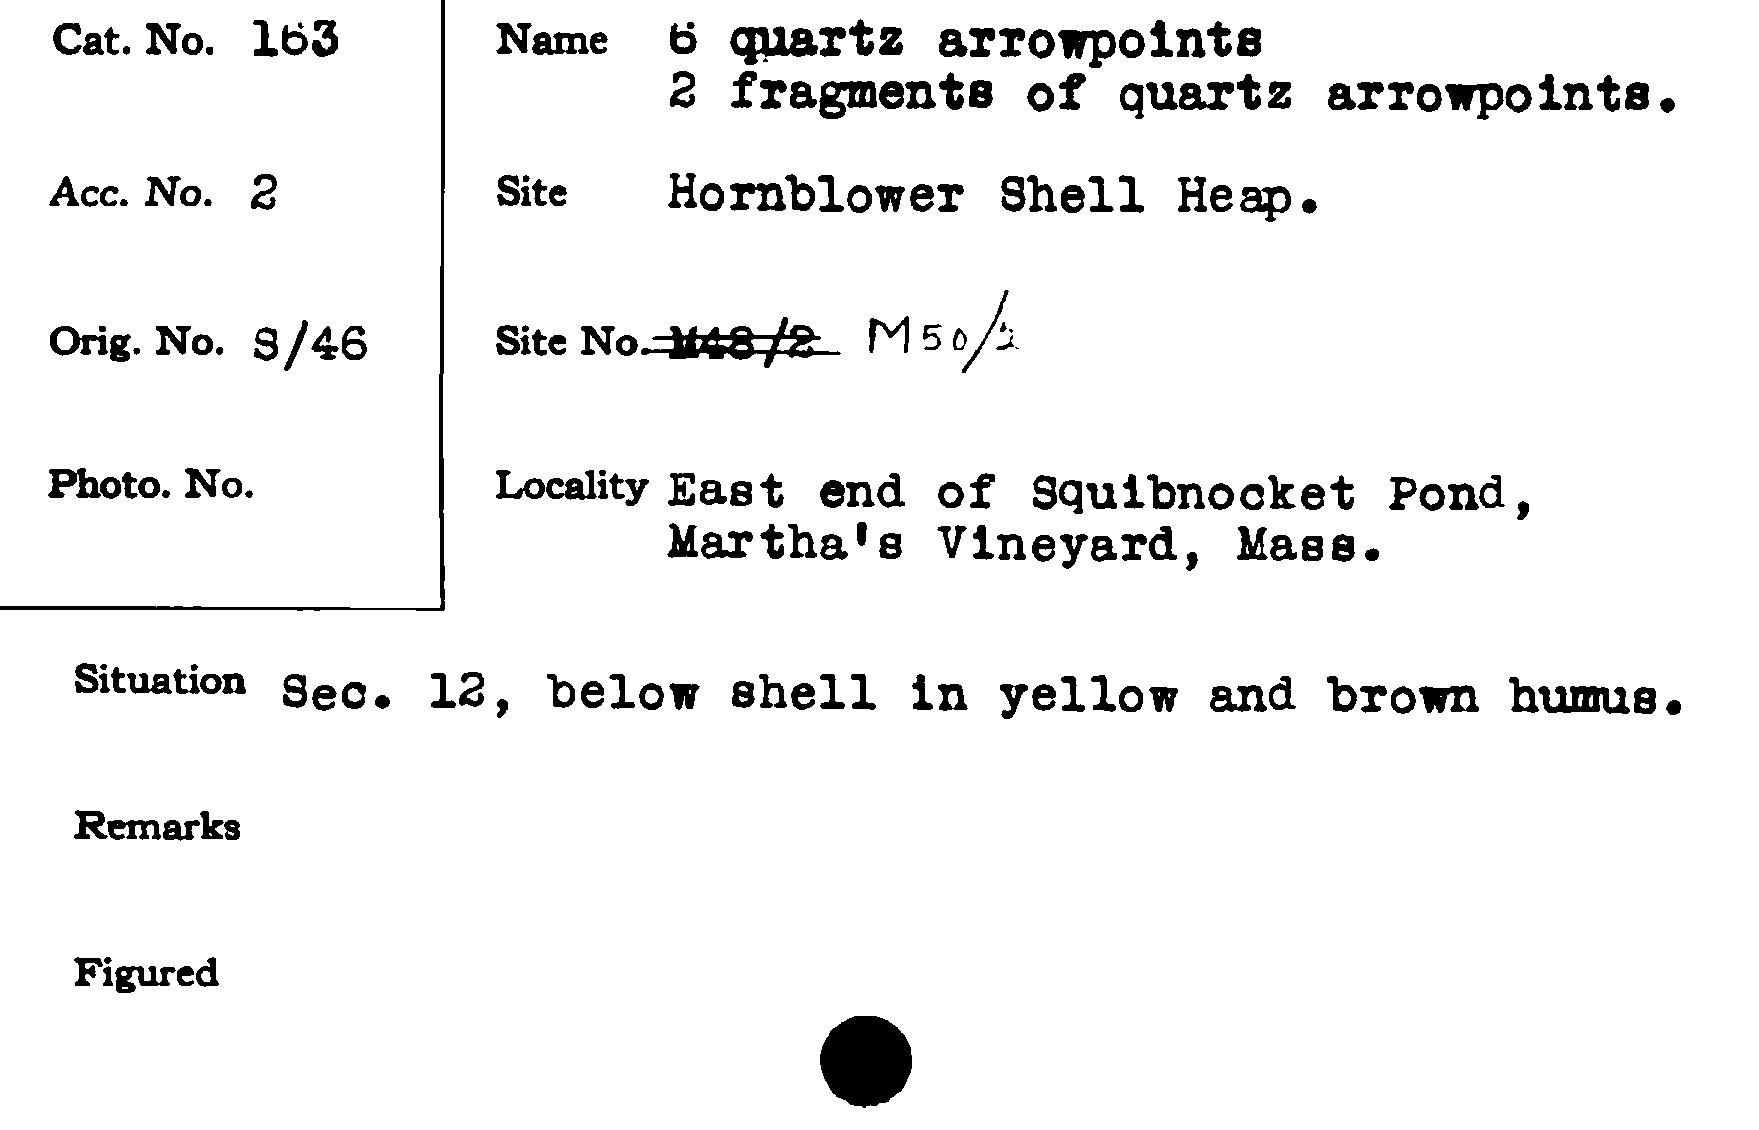 Cat. No. 163
Name 6 quartz arrowpoints
2 fragments of quartz arrowpoints.
Acc. No. 2
Site Hornblower Shell Heap.
Orig. No. S/46
Site No. M48/2 M50/2
Photo. No.
Locality East end of Squibnocket Pond,
Martha's Vineyard, Mass.
Situation Sec. 12, below shell in yellow and brown humus.
Remarks
Figured